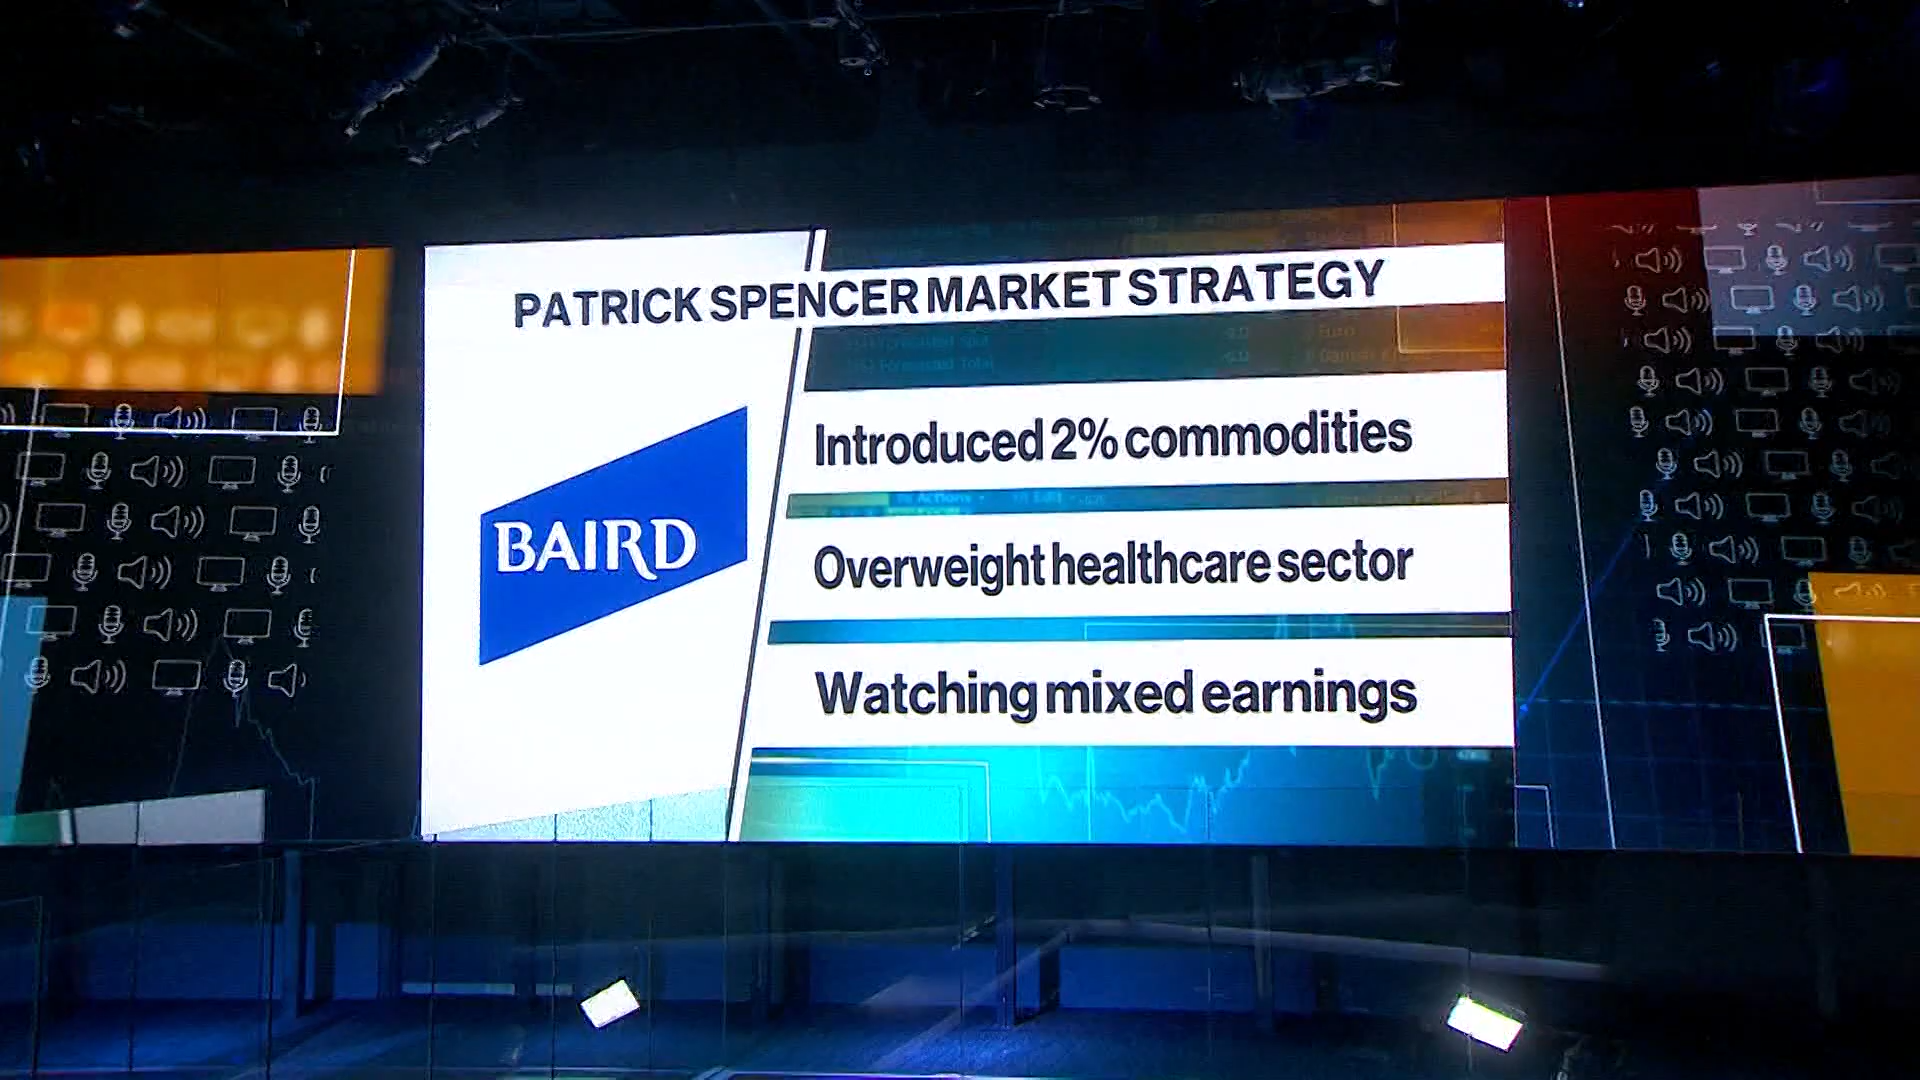 PATRICK SPENCER MARKET STRATEGY
BAIRD
Introduced 2% commodities
Overweight healthcare sector
Watching mixed earnings